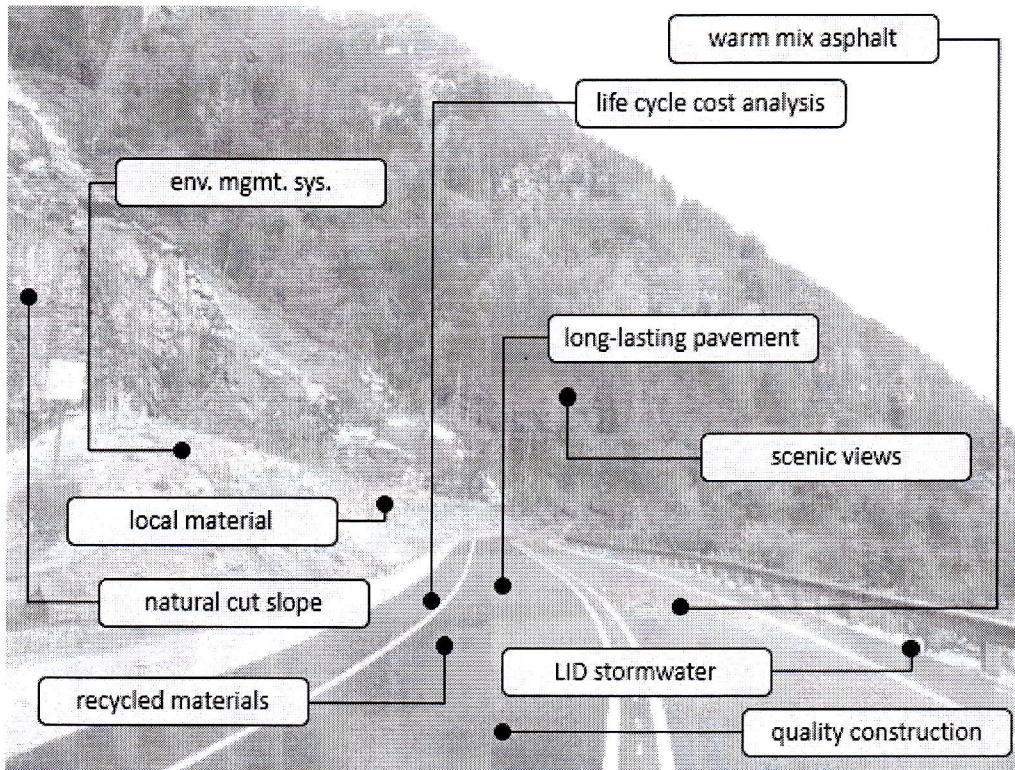 warm mix asphalt
life cycle cost analysis
env. mgmt. sys.
long-lasting pavement
scenic views
local material
natural cut slope
LID stormwater
recycled materials
quality construction